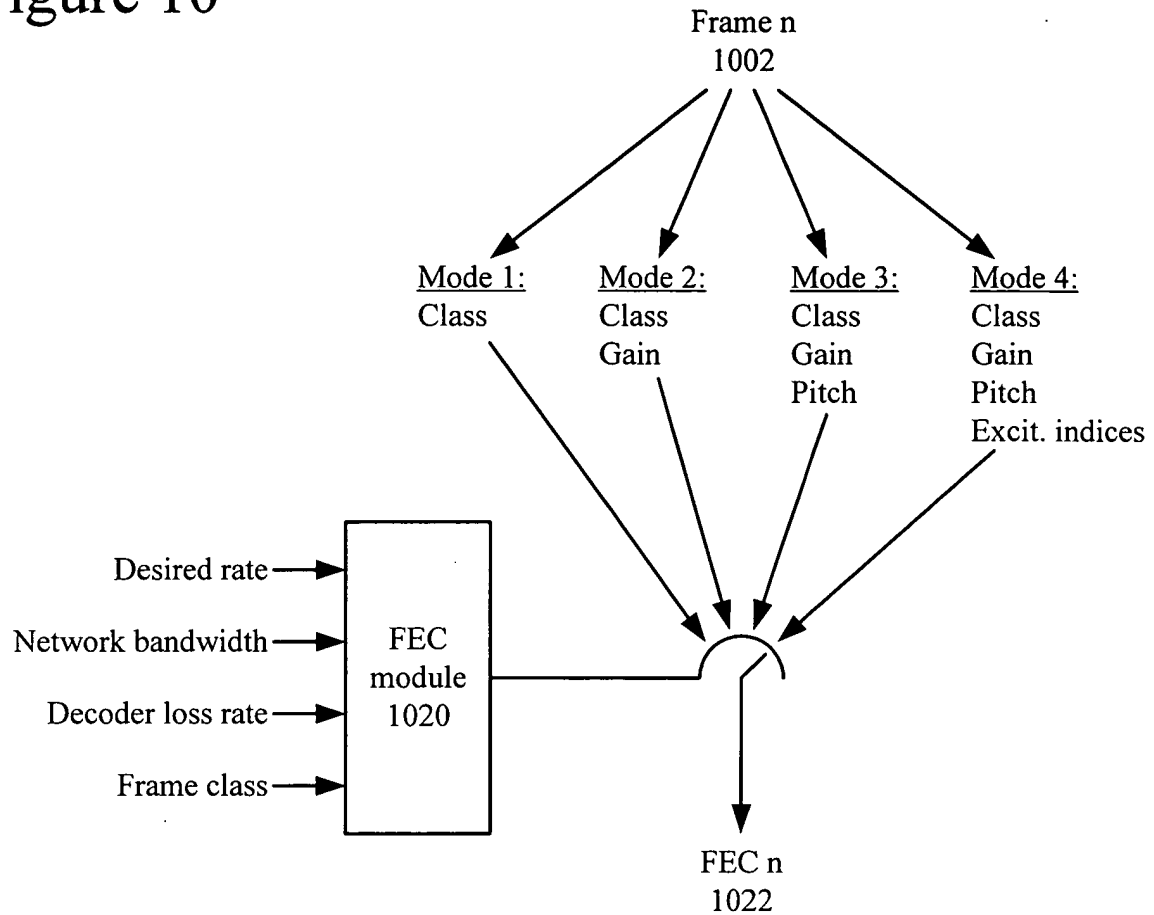 Figure 10
Frame n
1002
Mode 1:
Class
Mode 2:
Class
Gain
Mode 3:
Class
Gain
Pitch
Mode 4:
Class
Gain
Pitch
Excit. indices
Desired rate
Network bandwidth
Decoder loss rate
Frame class
FEC
module
1020
FEC n
1022